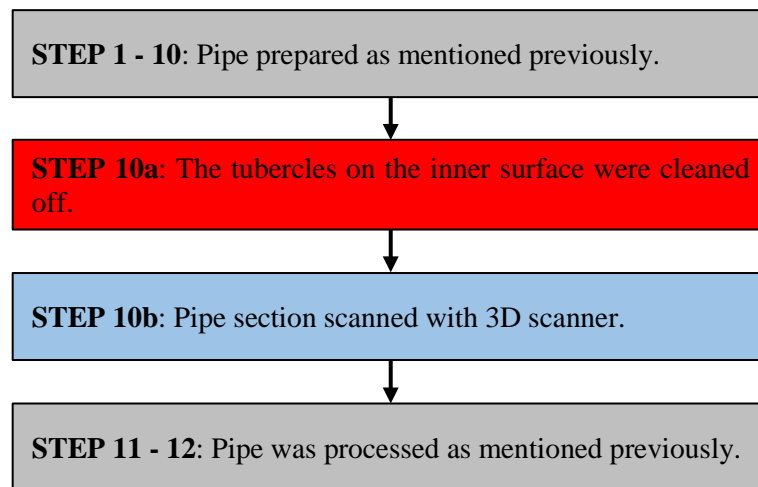 STEP 1 - 10: Pipe prepared as mentioned previously.
STEP 10a: The tubercles on the inner surface were cleaned
off.
STEP 10b: Pipe section scanned with 3D scanner.
STEP 11 - 12: Pipe was processed as mentioned previously.